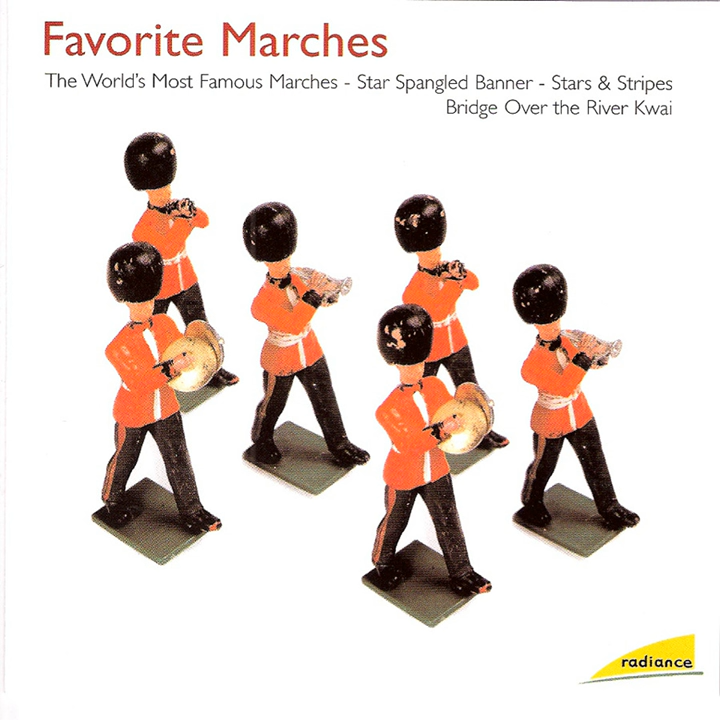 Favorite Marches
The World's Most Famous Marches - Star Spangled Banner - Stars & Stripes
Bridge Over the River Kwai
radiance